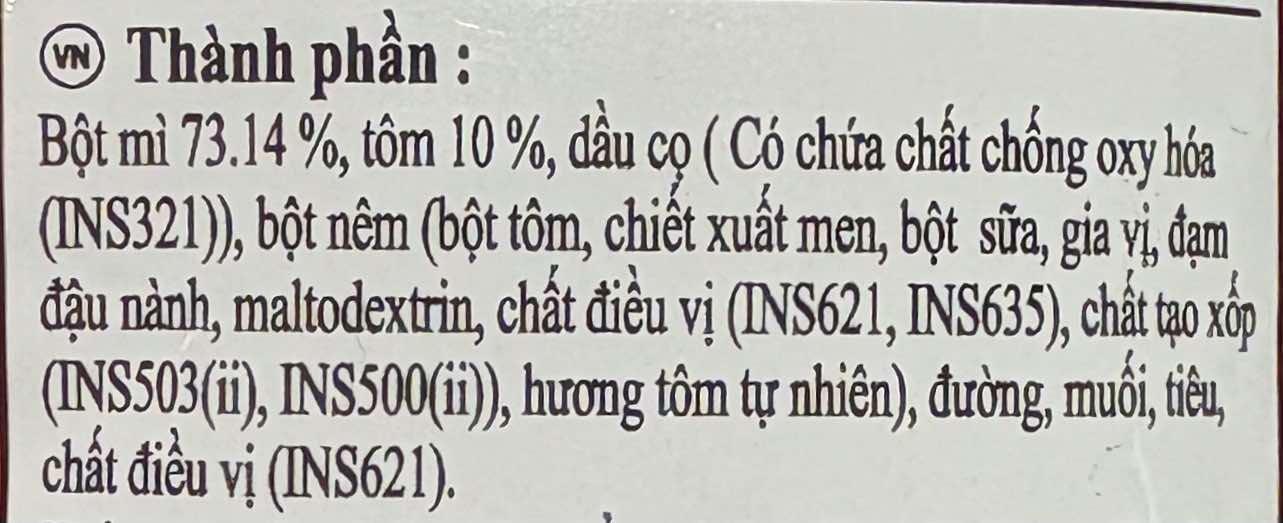 VN Thành phần :
Bột mì 73.14 %, tôm 10 %, dầu cọ ( Có chứa chất chống oxy hóa
(INS321)), bột nêm (bột tôm, chiết xuất men, bột sữa, gia vị, đạm
đậu nành, maltodextrin, chất điều vị (INS621, INS635), chất tạo xốp
(INS503(ii), INS500(ii)), hương tôm tự nhiên), đường, muối, tiêu,
chất điều vị (INS621).